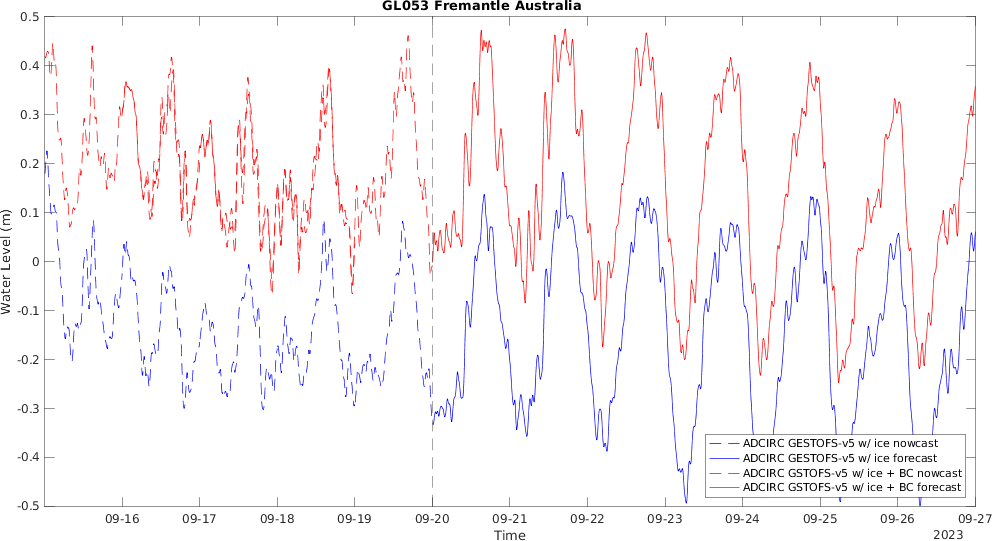 GL053 Fremantle Australia
0.5
0.4
0.3
0.2
0.1
0
-0.1
-0.2
-0.3
-0.4
-0.5
Water Level (m)
ADCIRC GESTOFS-v5 w/ ice nowcast
ADCIRC GESTOFS-v5 w/ ice forecast
ADCIRC GSTOFS-v5 w/ ice + BC nowcast
ADCIRC GSTOFS-v5 w/ ice + BC forecast
09-16 09-17 09-18 09-19 09-20 09-21 09-22 09-23 09-24 09-25 09-26 09-27
Time
2023